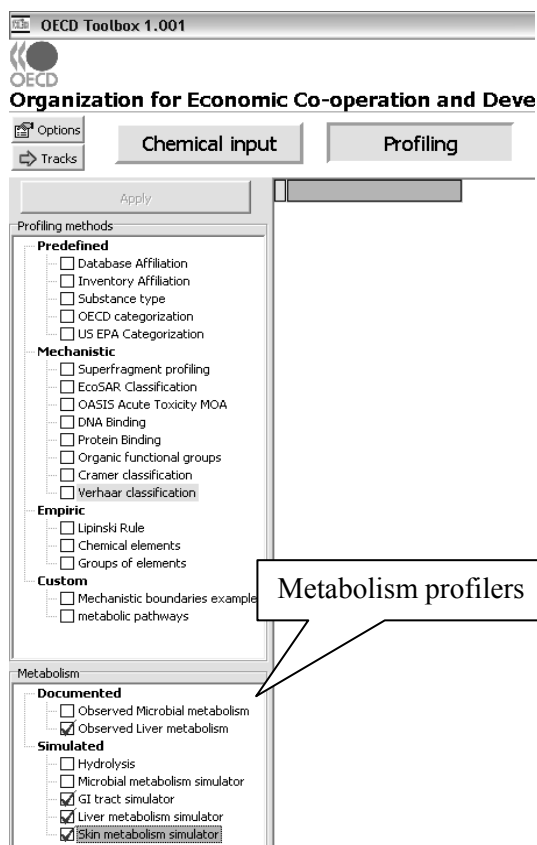 OECD Toolbox 1.001
OECD
Organization for Economic Co-operation and Deve
Options
Tracks
Chemical input
Profiling
Apply
Profiling methods
Predefined
Database Affiliation
Inventory Affiliation
Substance type
OECD categorization
US EPA Categorization
Mechanistic
Superfragment profiling
EcoSAR Classification
OASIS Acute Toxicity MOA
DNA Binding
Protein Binding
Organic functional groups
Cramer classification
Verhaar classification
Empiric
Lipinski Rule
Chemical elements
Groups of elements
Custom
Mechanistic boundaries example
metabolic pathways
Metabolism profilers
Metabolism
Documented
Observed Microbial metabolism
Observed Liver metabolism
Simulated
Hydrolysis
Microbial metabolism simulator
GI tract simulator
Liver metabolism simulator
Skin metabolism simulator